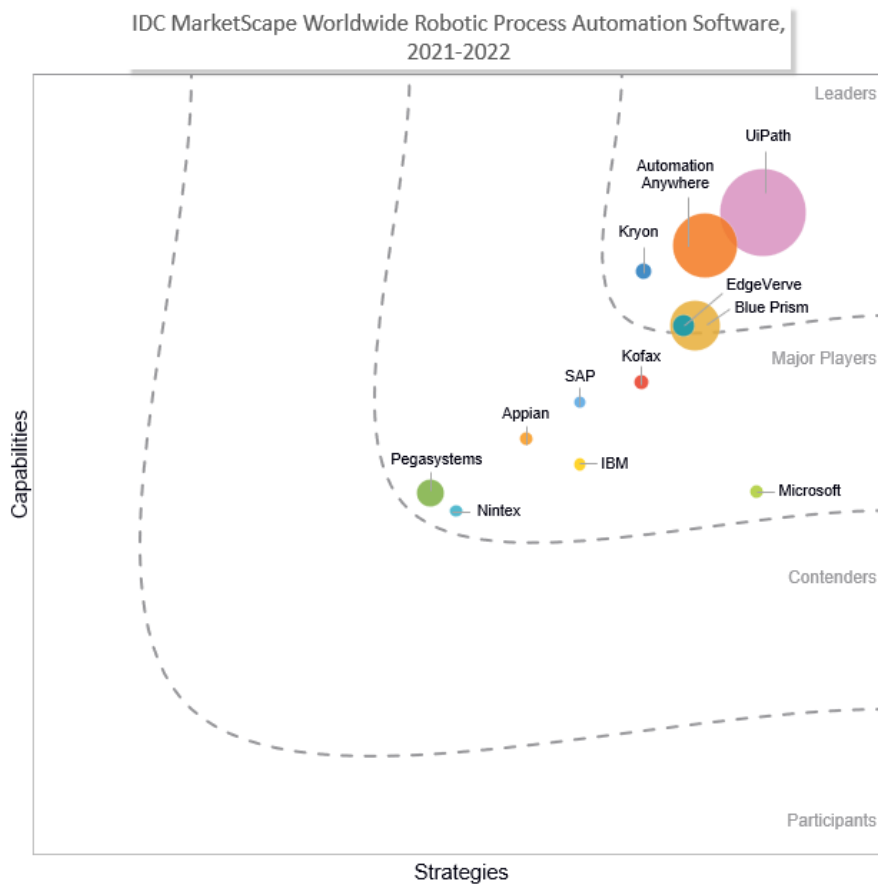 IDC MarketScape Worldwide Robotic Process Automation Software,
2021-2022
Leaders
UiPath
Automation
Anywhere
Kryon
EdgeVerve
Blue Prism
Major Players
Kofax
SAP
Appian
Pegasystems
IBM
Microsoft
Nintex
Capabilities
Contenders
Participants
Strategies